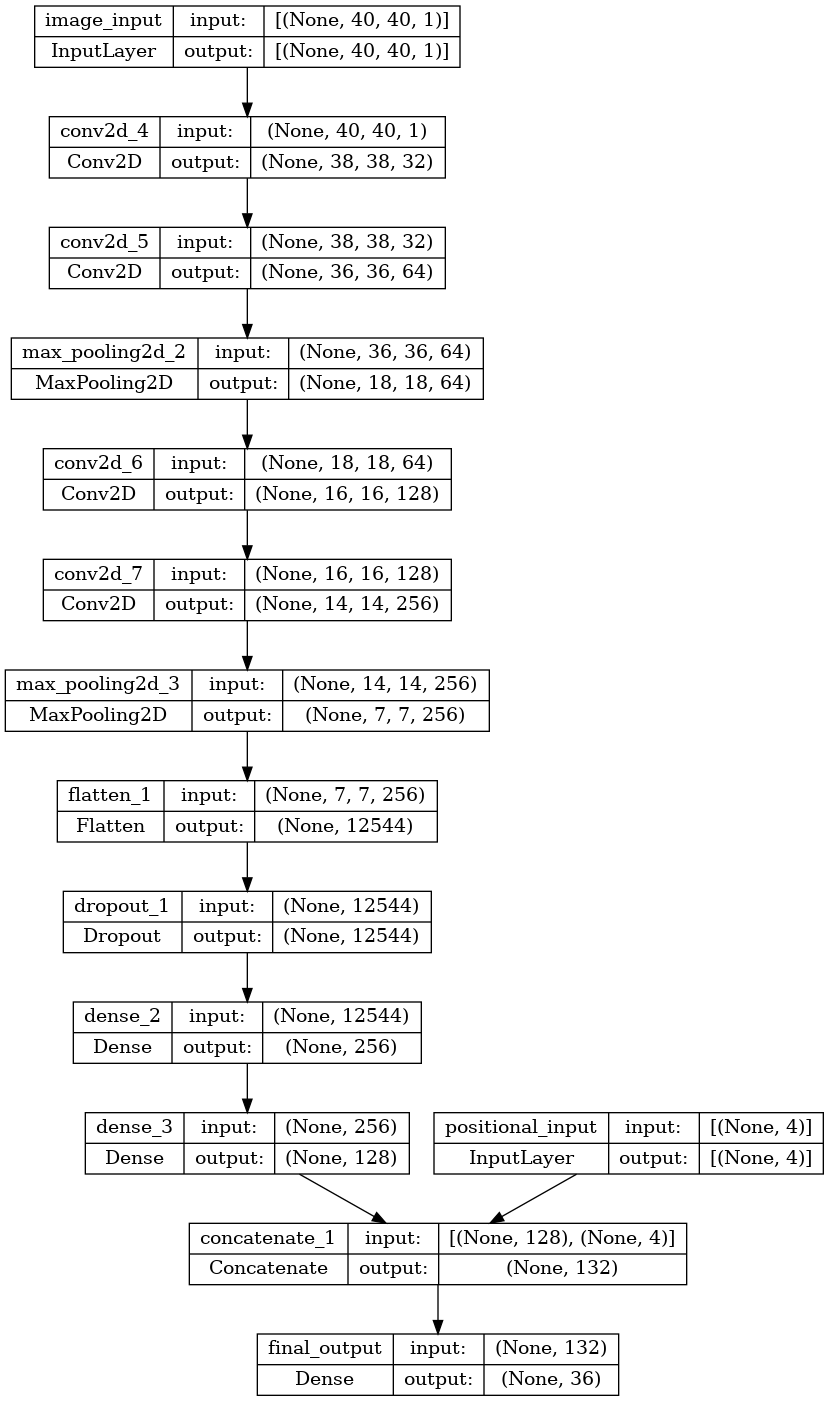 image_input input: [(None, 40, 40, 1)]
InputLayer output: [(None, 40, 40, 1)]
conv2d_4 input: (None, 40, 40, 1)
Conv2D output: (None, 38, 38, 32)
conv2d_5 input: (None, 38, 38, 32)
Conv2D output: (None, 36, 36, 64)
max_pooling2d_2 input: (None, 36, 36, 64)
MaxPooling2D output: (None, 18, 18, 64)
conv2d_6 input: (None, 18, 18, 64)
Conv2D output: (None, 16, 16, 128)
conv2d_7 input: (None, 16, 16, 128)
Conv2D output: (None, 14, 14, 256)
max_pooling2d_3 input: (None, 14, 14, 256)
MaxPooling2D output: (None, 7, 7, 256)
flatten_1 input: (None, 7, 7, 256)
Flatten output: (None, 12544)
dropout_1 input: (None, 12544)
Dropout output: (None, 12544)
dense_2 input: (None, 12544)
Dense output: (None, 256)
dense_3 input: (None, 256)
Dense output: (None, 128)
positional_input input: [(None, 4)]
InputLayer output: [(None, 4)]
concatenate_1 input: [(None, 128), (None, 4)]
Concatenate output: (None, 132)
final_output input: (None, 132)
Dense output: (None, 36)